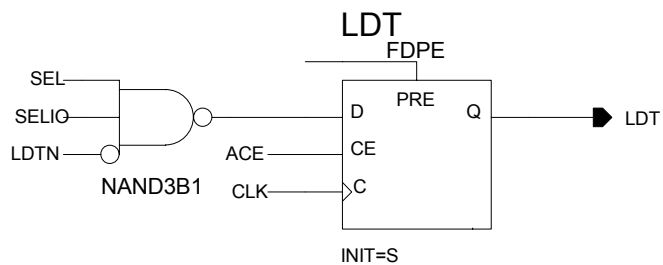 LDT
FDPE
SEL
SELIO
LDTN
NAND3B1
ACE
CLK
PRE
D
Q
CE
C
LDT
INIT=S